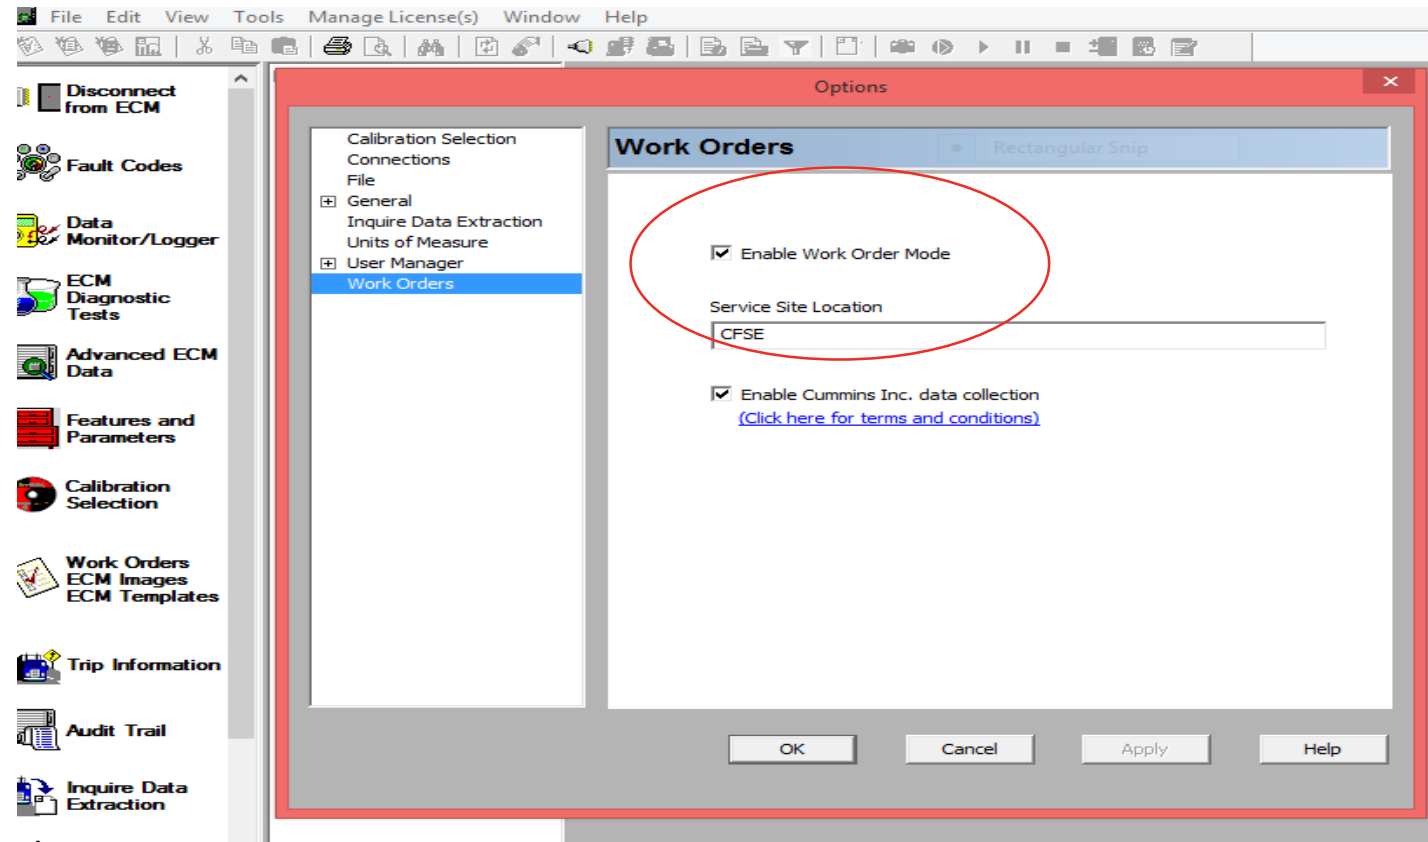 File Edit View Tools Manage License(s) Window Help
Disconnect
from ECM
Fault Codes
Data
Monitor/Logger
ECM
Diagnostic
Tests
Advanced ECM
Data
Features and
Parameters
Calibration
Selection
Work Orders
ECM Images
ECM Templates
Trip Information
Audit Trail
Inquire Data
Extraction
Options
Calibration Selection
Connections
File
General
Inquire Data Extraction
Units of Measure
User Manager
Work Orders
Work Orders
Rectangular Snip
Enable Work Order Mode
Service Site Location
CFSE
Enable Cummins Inc. data collection
(Click here for terms and conditions)
OK Cancel Apply Help